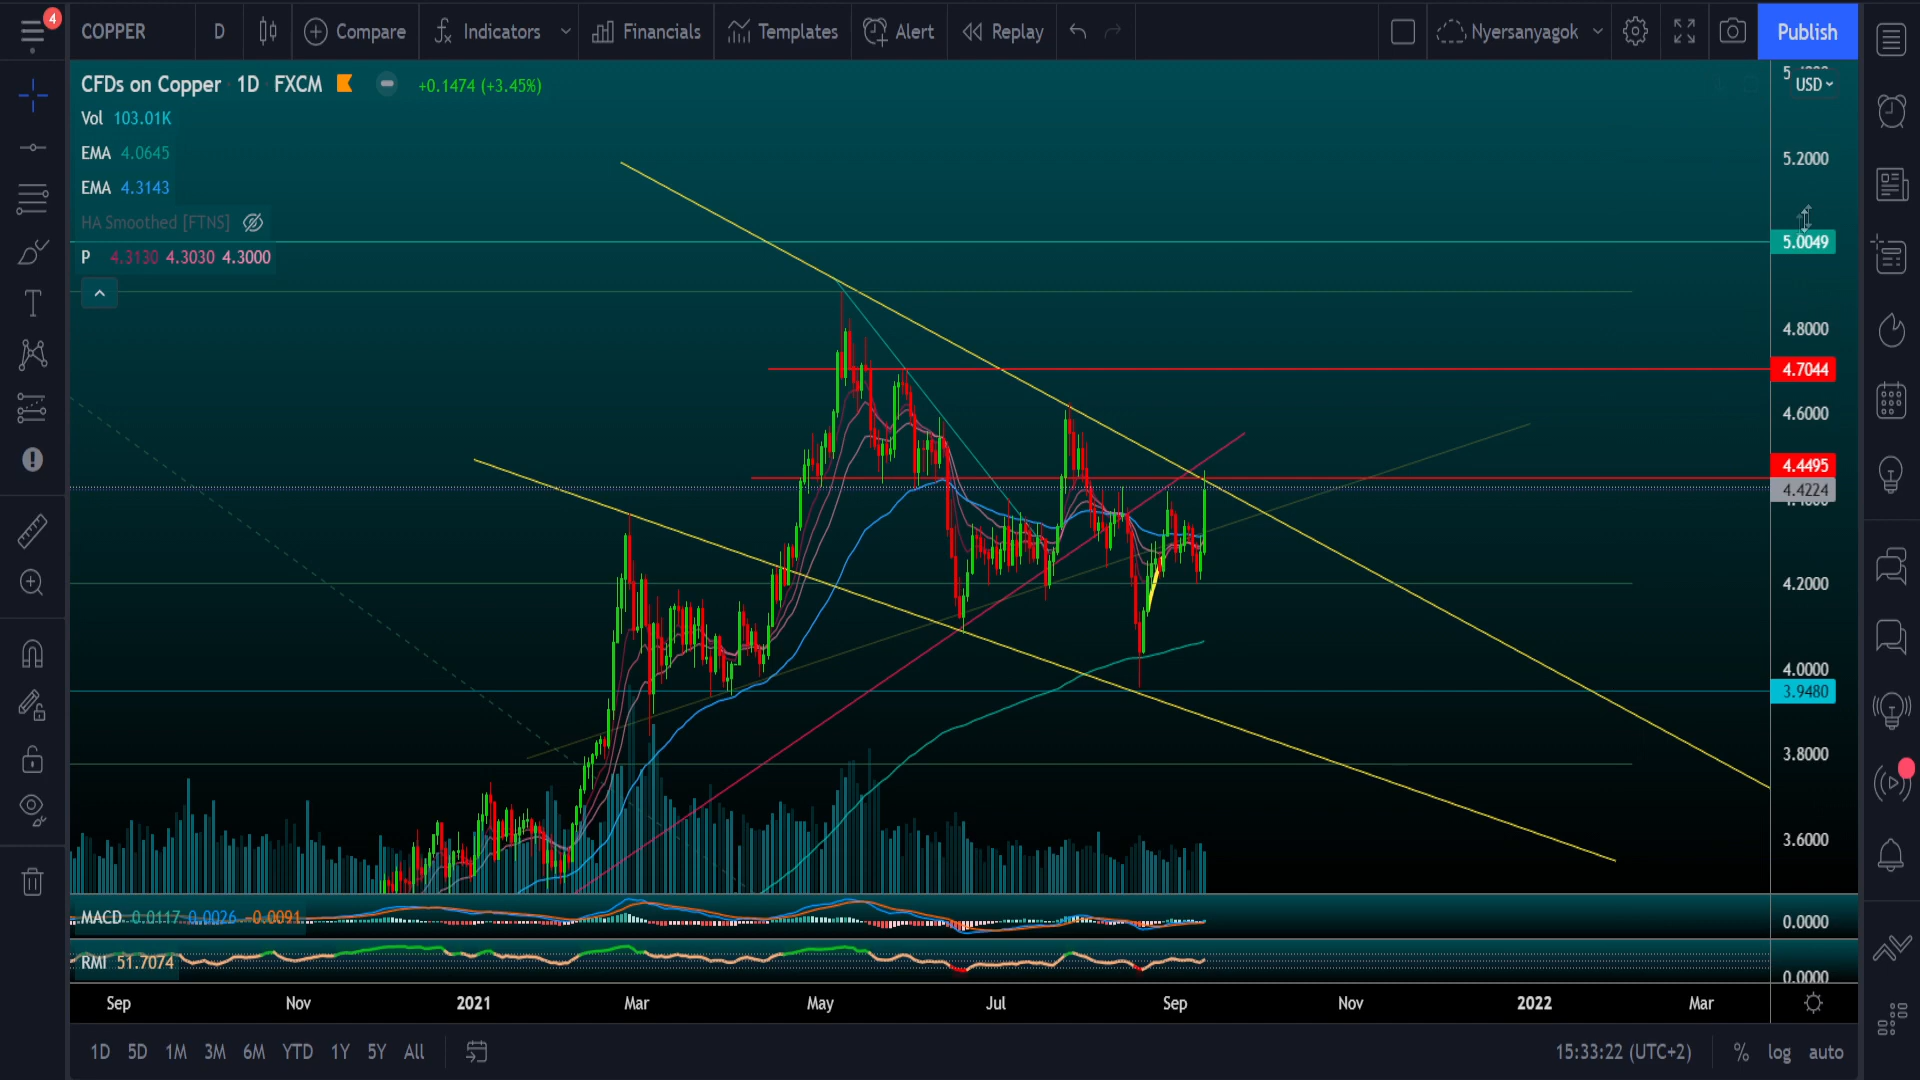 4
COPPER D Compare Indicators Financials Templates Alert Replay Nyersanyagok Publish
CFDs on Copper 1D FXCM +0.1474 (+3.45%)
Vol 103.01K
EMA 4.0645
EMA 4.3143
HA Smoothed [FTNS]
P 4.3130 4.3030 4.3000
USD
5.2000
5.0049
4.8000
4.7044
4.6000
4.4495
4.4224
4.2000
4.0000
3.9480
3.8000
3.6000
MACD 0.0117 0.0026 -0.0091
0.0000
RMI 51.7074
0.0000
Sep Nov 2021 Mar May Jul Sep Nov 2022 Mar
1D 5D 1M 3M 6M YTD 1Y 5Y All 15:33:22 (UTC+2) % log auto